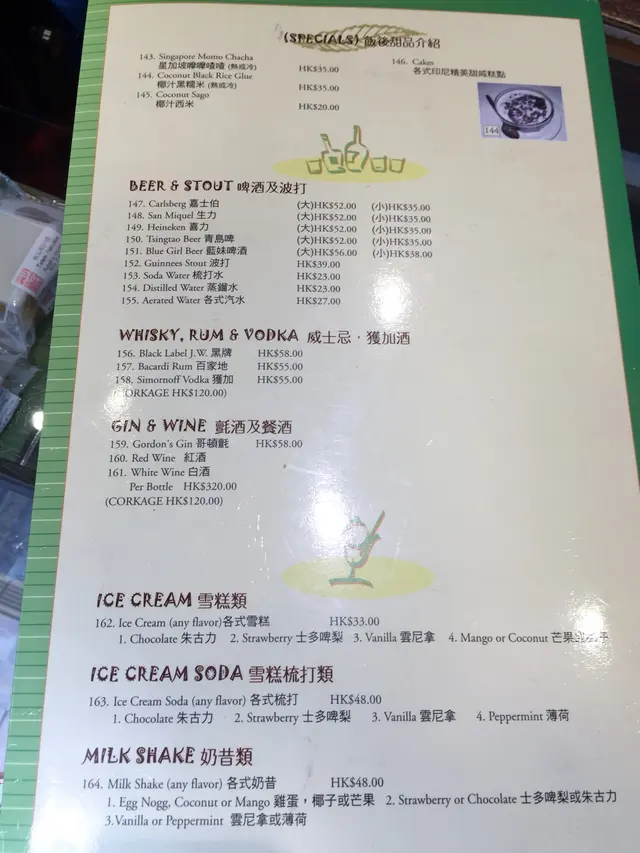 (SPECIALS) 飯後甜品介紹
143. Singapore Momo Chacha
星加坡嚤嚤喳喳 (熱或冷) HK$35.00
144. Coconut Black Rice Glue
椰汁黑糯米 (熱或冷) HK$35.00
145. Coconut Sago
椰汁西米 HK$20.00
146. Cakes
各式印尼精美甜咸糕點
144
BEER & STOUT 啤酒及波打
147. Carlsberg 嘉士伯 (大)HK$52.00 (小)HK$35.00
148. San Miquel 生力 (大)HK$52.00 (小)HK$35.00
149. Heineken 喜力 (大)HK$52.00 (小)HK$35.00
150. Tsingtao Beer 青島啤 (大)HK$52.00 (小)HK$35.00
151. Blue Girl Beer 藍妹啤酒 (大)HK$56.00 (小)HK$38.00
152. Guinnees Stout 波打 HK$39.00
153. Soda Water 梳打水 HK$23.00
154. Distilled Water 蒸餾水 HK$23.00
155. Aerated Water 各式汽水 HK$27.00
WHISKY, RUM & VODKA 威士忌．獲加酒
156. Black Label J.W. 黑牌 HK$58.00
157. Bacardi Rum 百家地 HK$55.00
158. Simornoff Vodka 獲加 HK$55.00
(CORKAGE HK$120.00)
GIN & WINE 氈酒及餐酒
159. Gordon's Gin 哥頓氈 HK$58.00
160. Red Wine 紅酒
161. White Wine 白酒
Per Bottle HK$320.00
(CORKAGE HK$120.00)
ICE CREAM 雪糕類
162. Ice Cream (any flavor)各式雪糕 HK$33.00
1. Chocolate 朱古力 2. Strawberry 士多啤梨 3. Vanilla 雲尼拿 4. Mango or Coconut 芒果或椰子
ICE CREAM SODA 雪糕梳打類
163. Ice Cream Soda (any flavor) 各式梳打 HK$48.00
1. Chocolate 朱古力 2. Strawberry 士多啤梨 3. Vanilla 雲尼拿 4. Peppermint 薄荷
MILK SHAKE 奶昔類
164. Milk Shake (any flavor) 各式奶昔 HK$48.00
1. Egg Nogg, Coconut or Mango 雞蛋，椰子或芒果 2. Strawberry or Chocolate 士多啤梨或朱古力
3.Vanilla or Peppermint 雲尼拿或薄荷